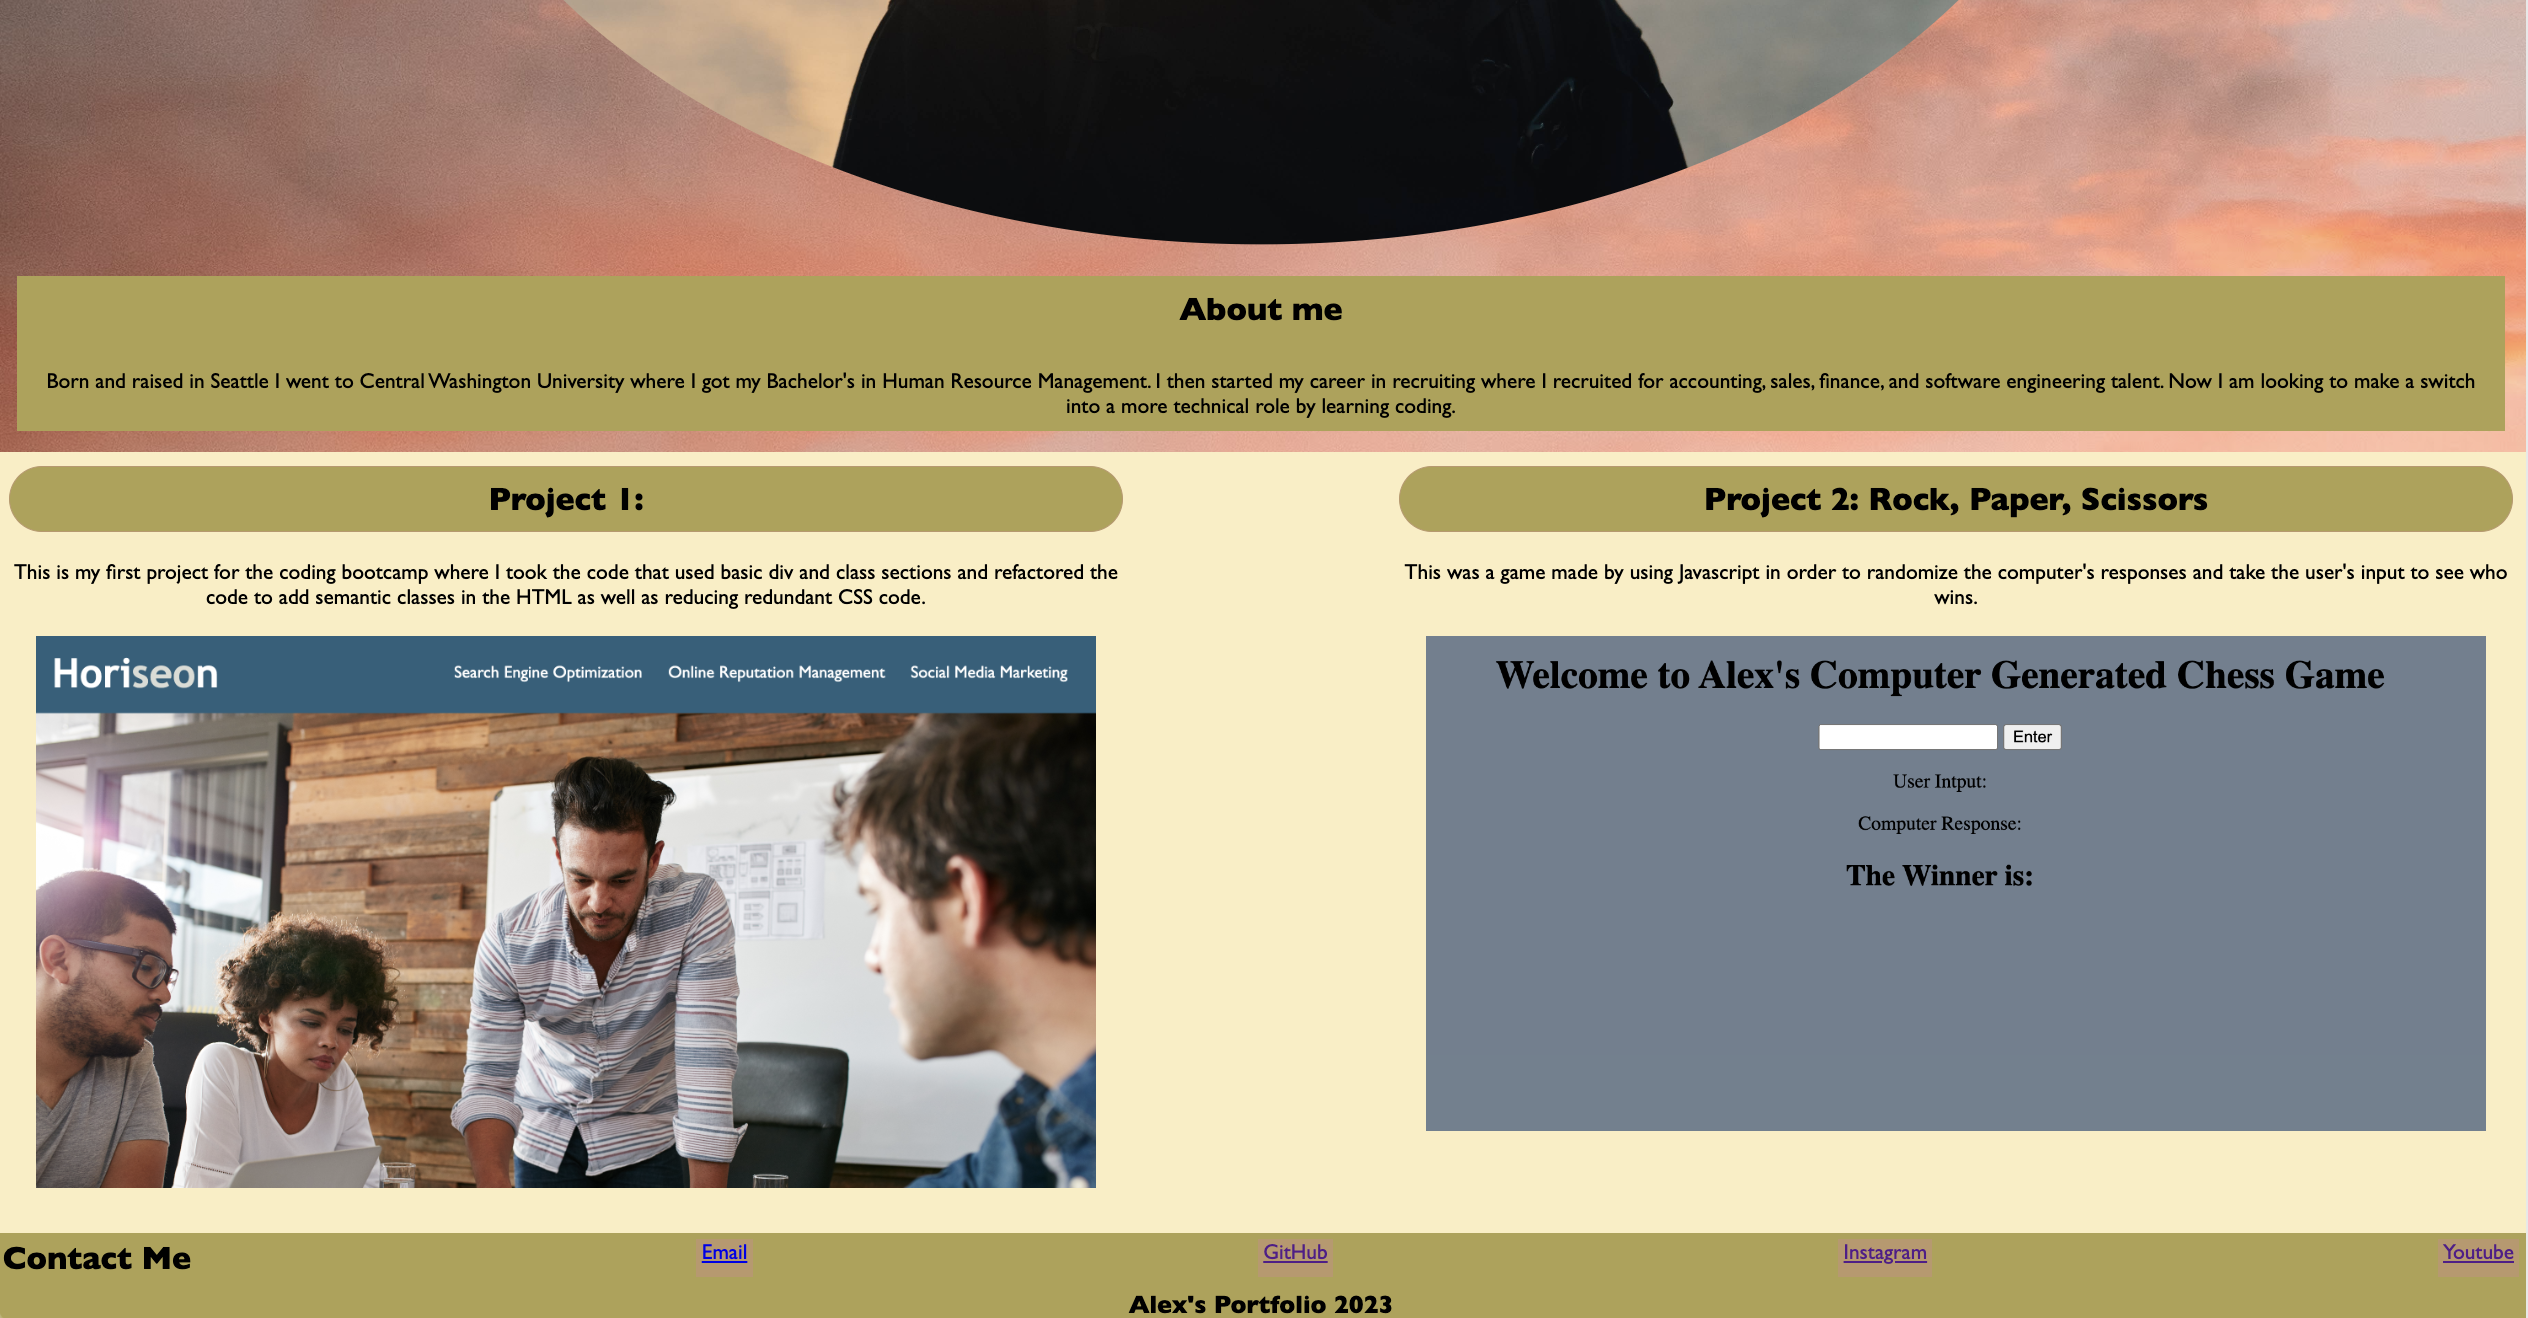 About me
Born and raised in Seattle I went to Central Washington University where I got my Bachelor's in Human Resource Management. I then started my career in recruiting where I recruited for accounting, sales, finance, and software engineering talent. Now I am looking to make a switch
into a more technical role by learning coding.
Project 1:
This is my first project for the coding bootcamp where I took the code that used basic div and class sections and refactored the
code to add semantic classes in the HTML as well as reducing redundant CSS code.
Horiseon
Search Engine Optimization Online Reputation Management Social Media Marketing
Project 2: Rock, Paper, Scissors
This was a game made by using Javascript in order to randomize the computer's responses and take the user's input to see who
wins.
Welcome to Alex's Computer Generated Chess Game
Enter
User Intput:
Computer Response:
The Winner is:
Contact Me Email GitHub Instagram Youtube
Alex's Portfolio 2023